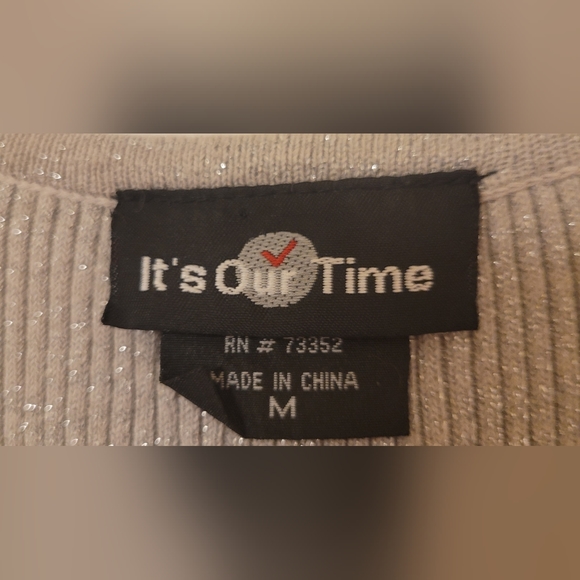 It's Our Time
RN # 73352
MADE IN CHINA
M